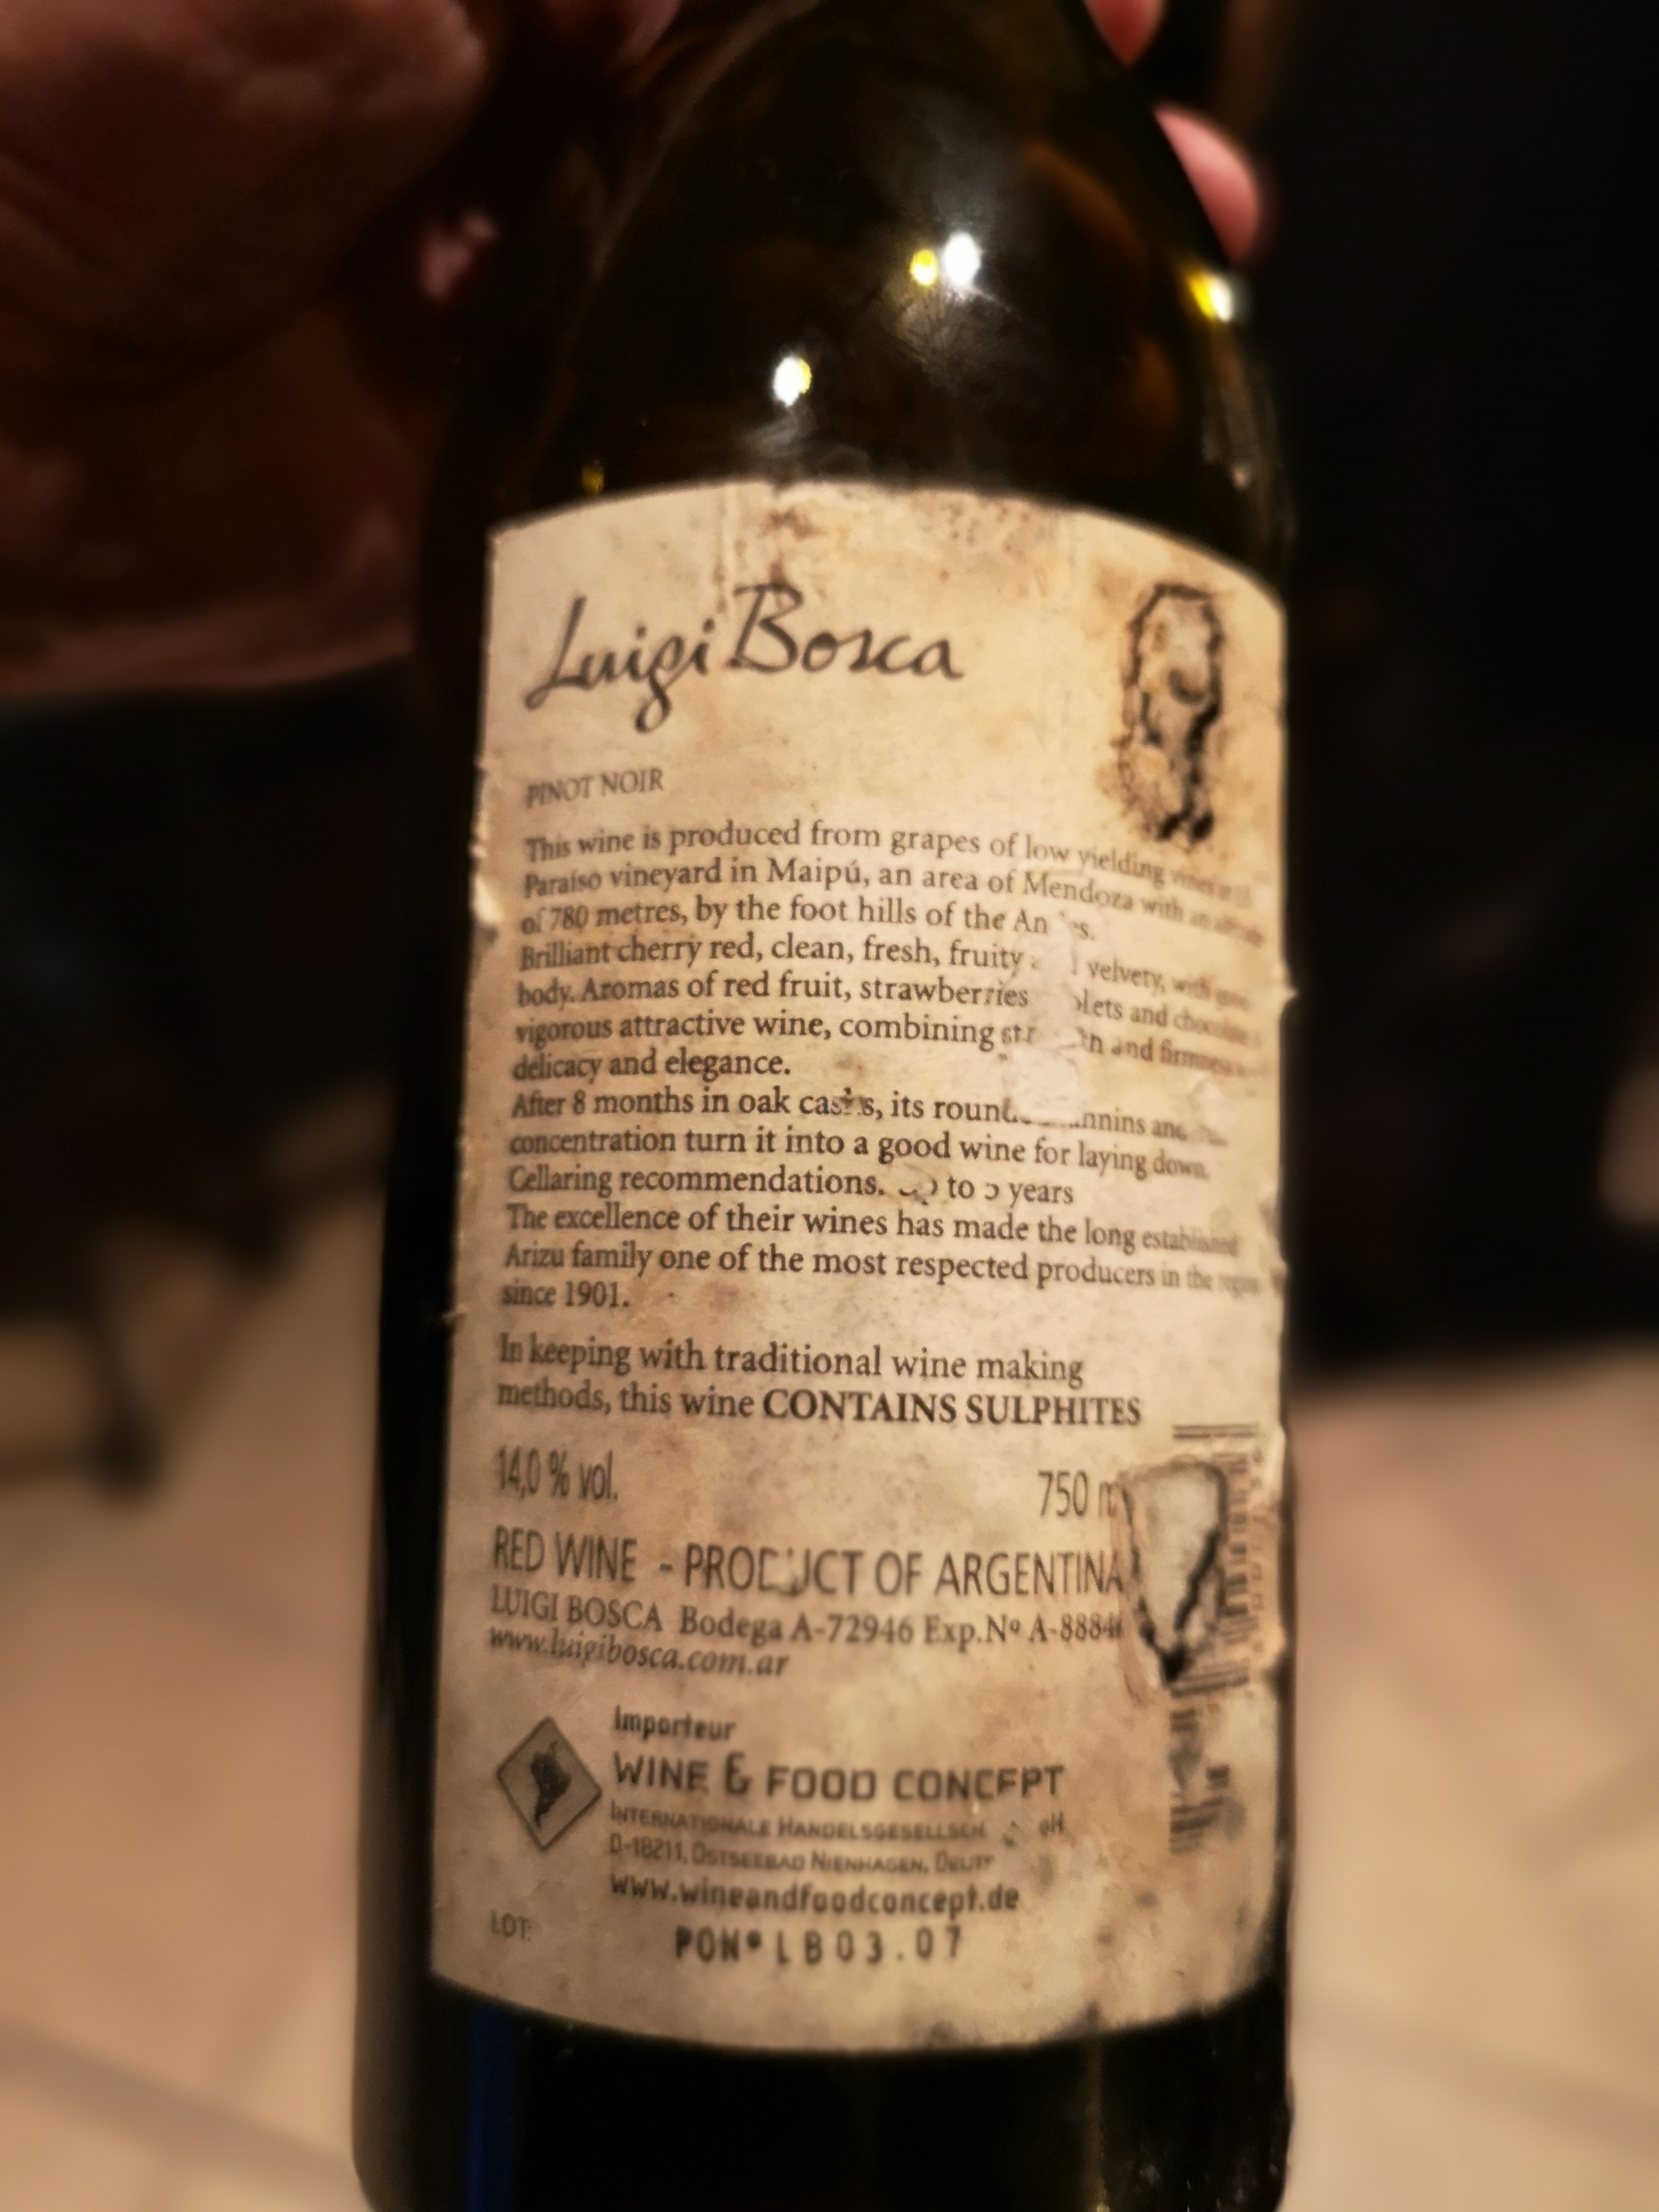 Luigi Bosca
PINOT NOIR
This wine is produced from grapes of low yielding
Paraíso vineyard in Maipú, an area of Mendoza with an
of 780 metres, by the foot hills of the
Brilliant cherry red, clean, fresh, fruity velvety, with
body. Aromas of red fruit, strawberries and
vigorous attractive wine, combining and
delicacy and elegance.
After 8 months in oak casks, its
concentration turn it into a good wine for laying down.
Cellaring recommendations. to 5 years
The excellence of their wines has made the long established
Arizu family one of the most respected producers in the
since 1901.
In keeping with traditional wine making
methods, this wine CONTAINS SULPHITES
14,0 % vol. 750
RED WINE - PRODUCT OF ARGENTINA
LUIGI BOSCA Bodega A-72946 Exp.Nº
www.luigibosca.com.ar
Importeur
WINE & FOOD CONCEPT
INTERNATIONALE
D-18211, OSTSEEBAD NIENHAGEN,
www.wineandfoodconcept.de
LOT: PONº LB03.07